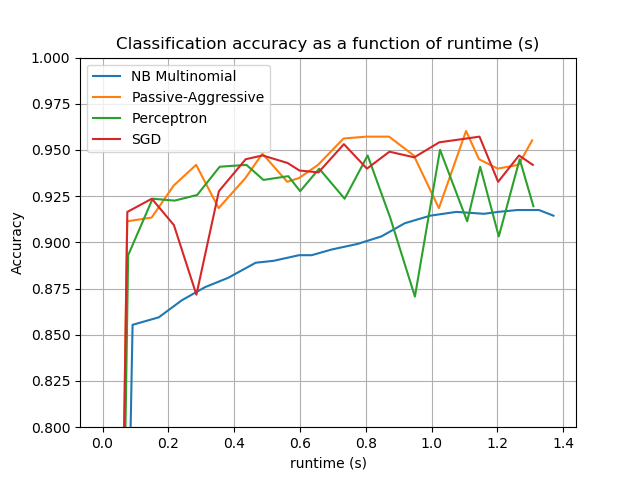 Classification accuracy as a function of runtime (s)
NB Multinomial
Passive-Aggressive
Perceptron
SGD
Accuracy
1.000
0.975
0.950
0.925
0.900
0.875
0.850
0.825
0.800
0.0 0.2 0.4 0.6 0.8 1.0 1.2 1.4
runtime (s)